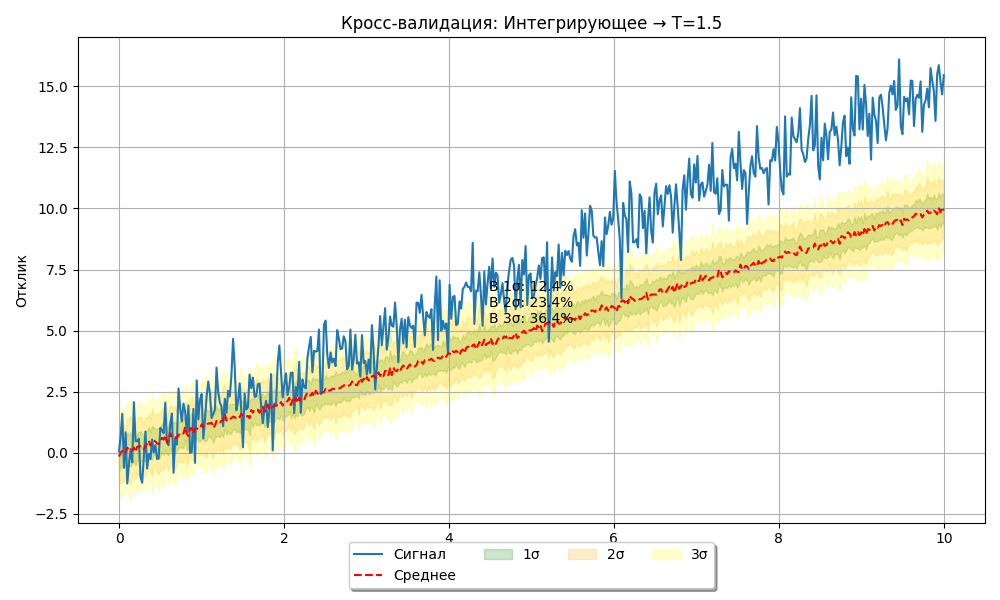 Кросс-валидация: Интегрирующее → T=1.5
Отклик
15.0
12.5
10.0
7.5
5.0
2.5
0.0
−2.5
В 1σ: 12.4%
В 2σ: 23.4%
В 3σ: 36.4%
0 2 4 6 8 10
Сигнал 1σ 2σ 3σ
Среднее